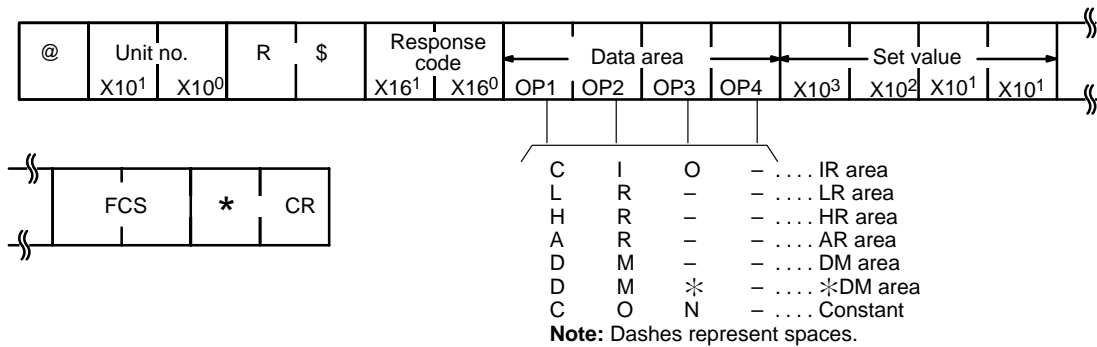 @ Unit no. R $ Response code Data area Set value
X10¹ X10⁰ X16¹ X16⁰ OP1 OP2 OP3 OP4 X10³ X10² X10¹ X10¹
FCS * CR
C I O – .... IR area
L R – – .... LR area
H R – – .... HR area
A R – – .... AR area
D M – – .... DM area
D M * – .... *DM area
C O N – .... Constant
Note: Dashes represent spaces.